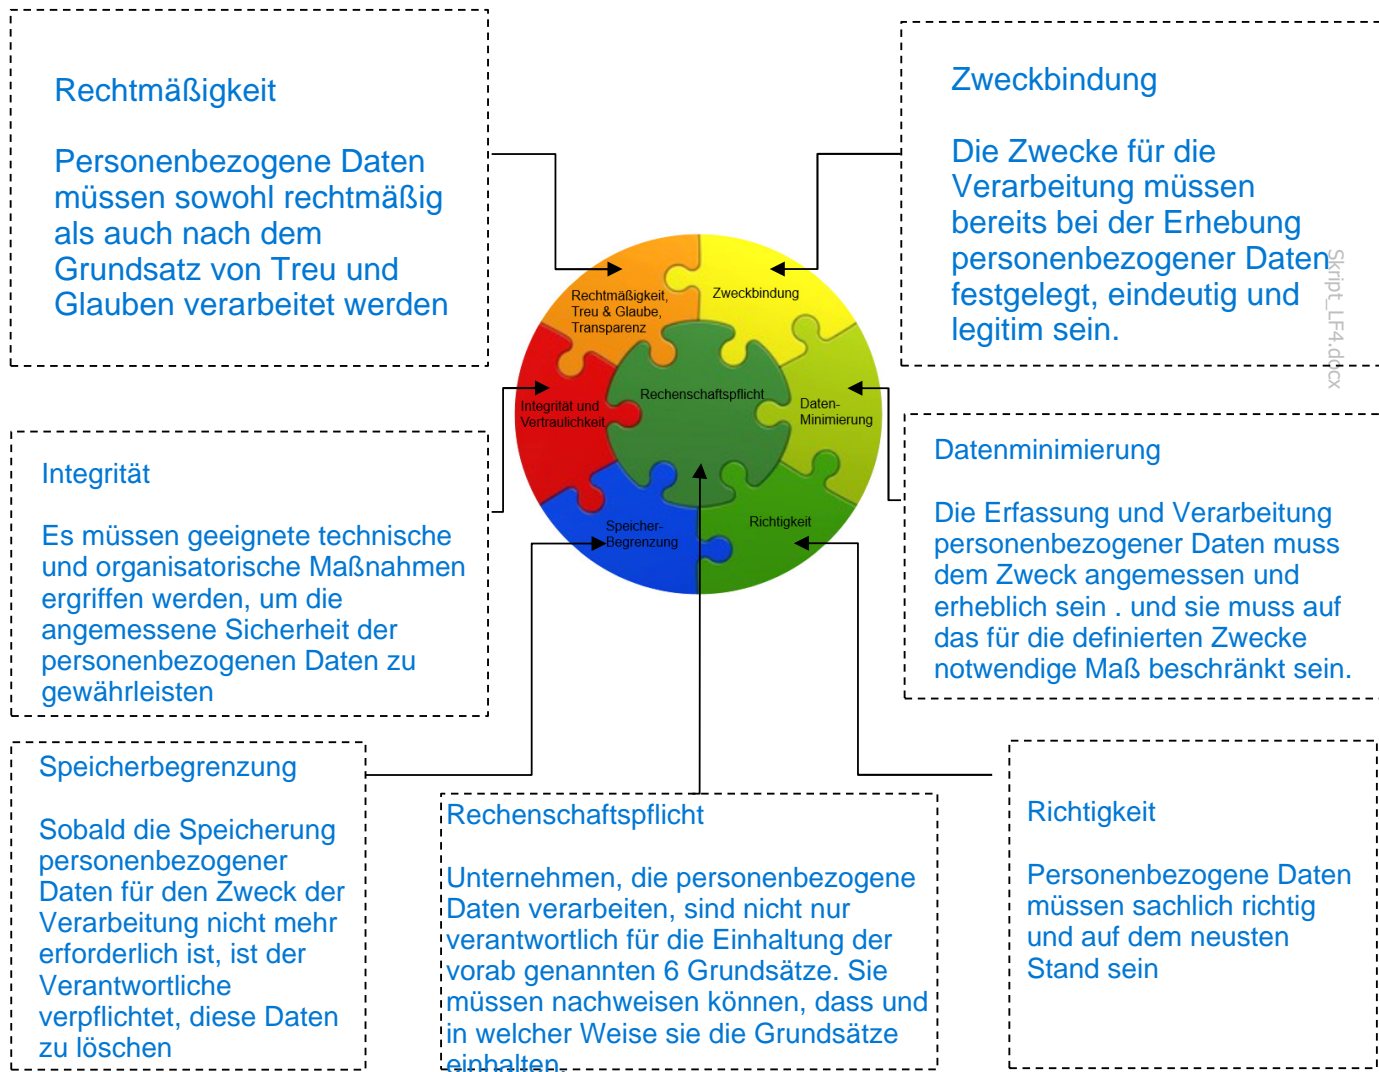 Rechtmäßigkeit
Personenbezogene Daten
müssen sowohl rechtmäßig
als auch nach dem
Grundsatz von Treu und
Glauben verarbeitet werden
Zweckbindung
Die Zwecke für die
Verarbeitung müssen
bereits bei der Erhebung
personenbezogener Daten
festgelegt, eindeutig und
legitim sein.
Skript_LF4.docx
Rechtmäßigkeit,
Treu & Glaube,
Transparenz
Zweckbindung
Integrität und
Vertraulichkeit
Rechenschaftspflicht
Daten-
Minimierung
Speicher-
Begrenzung
Richtigkeit
Integrität
Es müssen geeignete technische
und organisatorische Maßnahmen
ergriffen werden, um die
angemessene Sicherheit der
personenbezogenen Daten zu
gewährleisten
Datenminimierung
Die Erfassung und Verarbeitung
personenbezogener Daten muss
dem Zweck angemessen und
erheblich sein . und sie muss auf
das für die definierten Zwecke
notwendige Maß beschränkt sein.
Speicherbegrenzung
Sobald die Speicherung
personenbezogener
Daten für den Zweck der
Verarbeitung nicht mehr
erforderlich ist, ist der
Verantwortliche
verpflichtet, diese Daten
zu löschen
Rechenschaftspflicht
Unternehmen, die personenbezogene
Daten verarbeiten, sind nicht nur
verantwortlich für die Einhaltung der
vorab genannten 6 Grundsätze. Sie
müssen nachweisen können, dass und
in welcher Weise sie die Grundsätze
einhalten.
Richtigkeit
Personenbezogene Daten
müssen sachlich richtig
und auf dem neusten
Stand sein